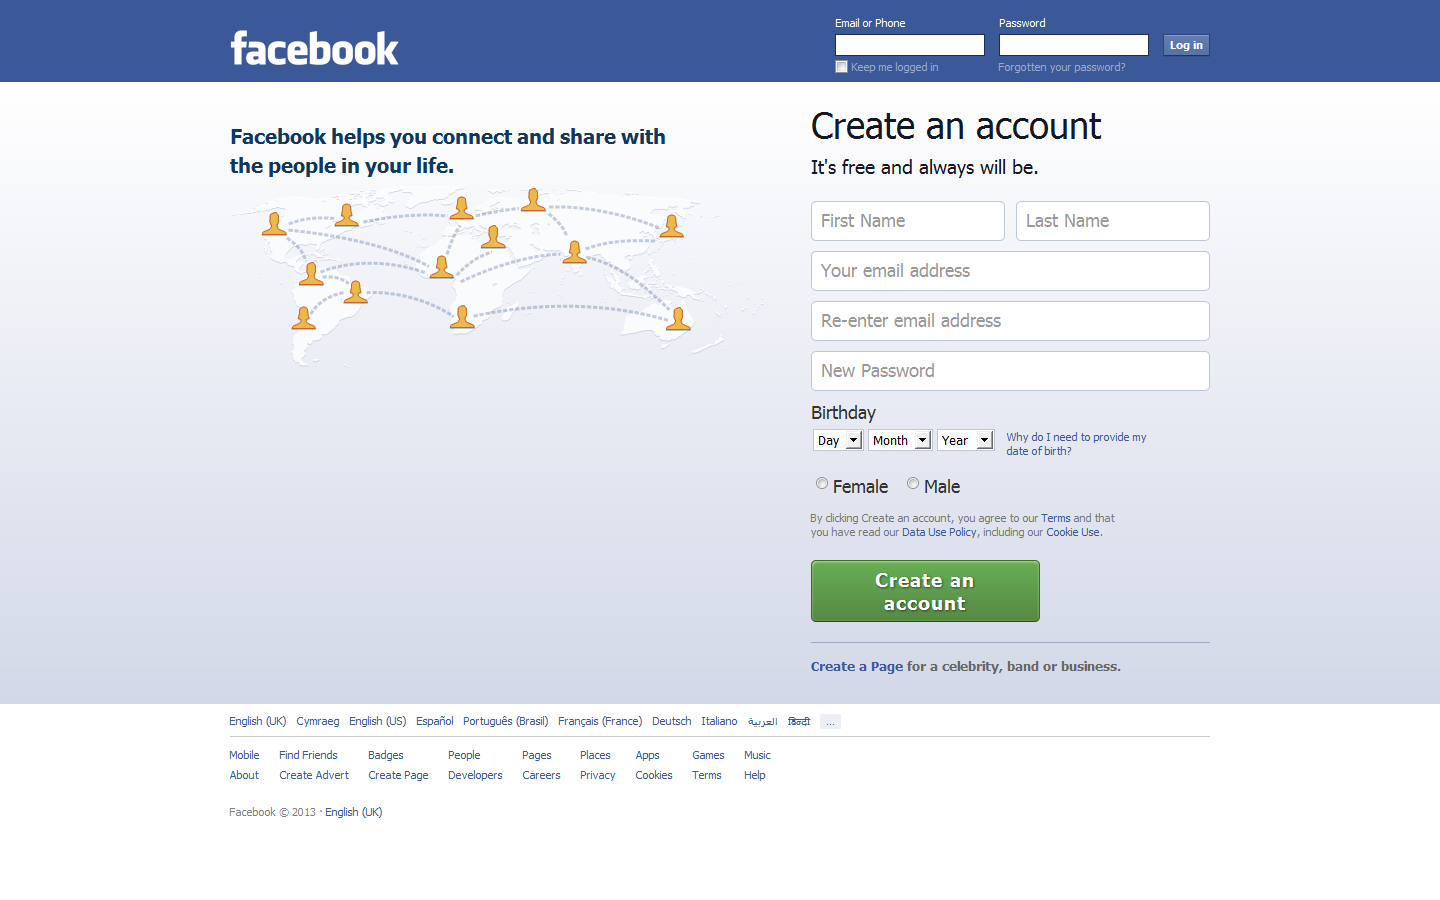 facebook
Email or Phone
Password
Log in
Keep me logged in
Forgotten your password?
Facebook helps you connect and share with
the people in your life.
Create an account
It's free and always will be.
First Name
Last Name
Your email address
Re-enter email address
New Password
Birthday
Day
Month
Year
Why do I need to provide my
date of birth?
Female
Male
By clicking Create an account, you agree to our Terms and that
you have read our Data Use Policy, including our Cookie Use.
Create an
account
Create a Page for a celebrity, band or business.
English (UK) Cymraeg English (US) Español Português (Brasil) Français (France) Deutsch Italiano العربية हिन्दी ...
Mobile Find Friends Badges People Pages Places Apps Games Music
About Create Advert Create Page Developers Careers Privacy Cookies Terms Help
Facebook © 2013 · English (UK)